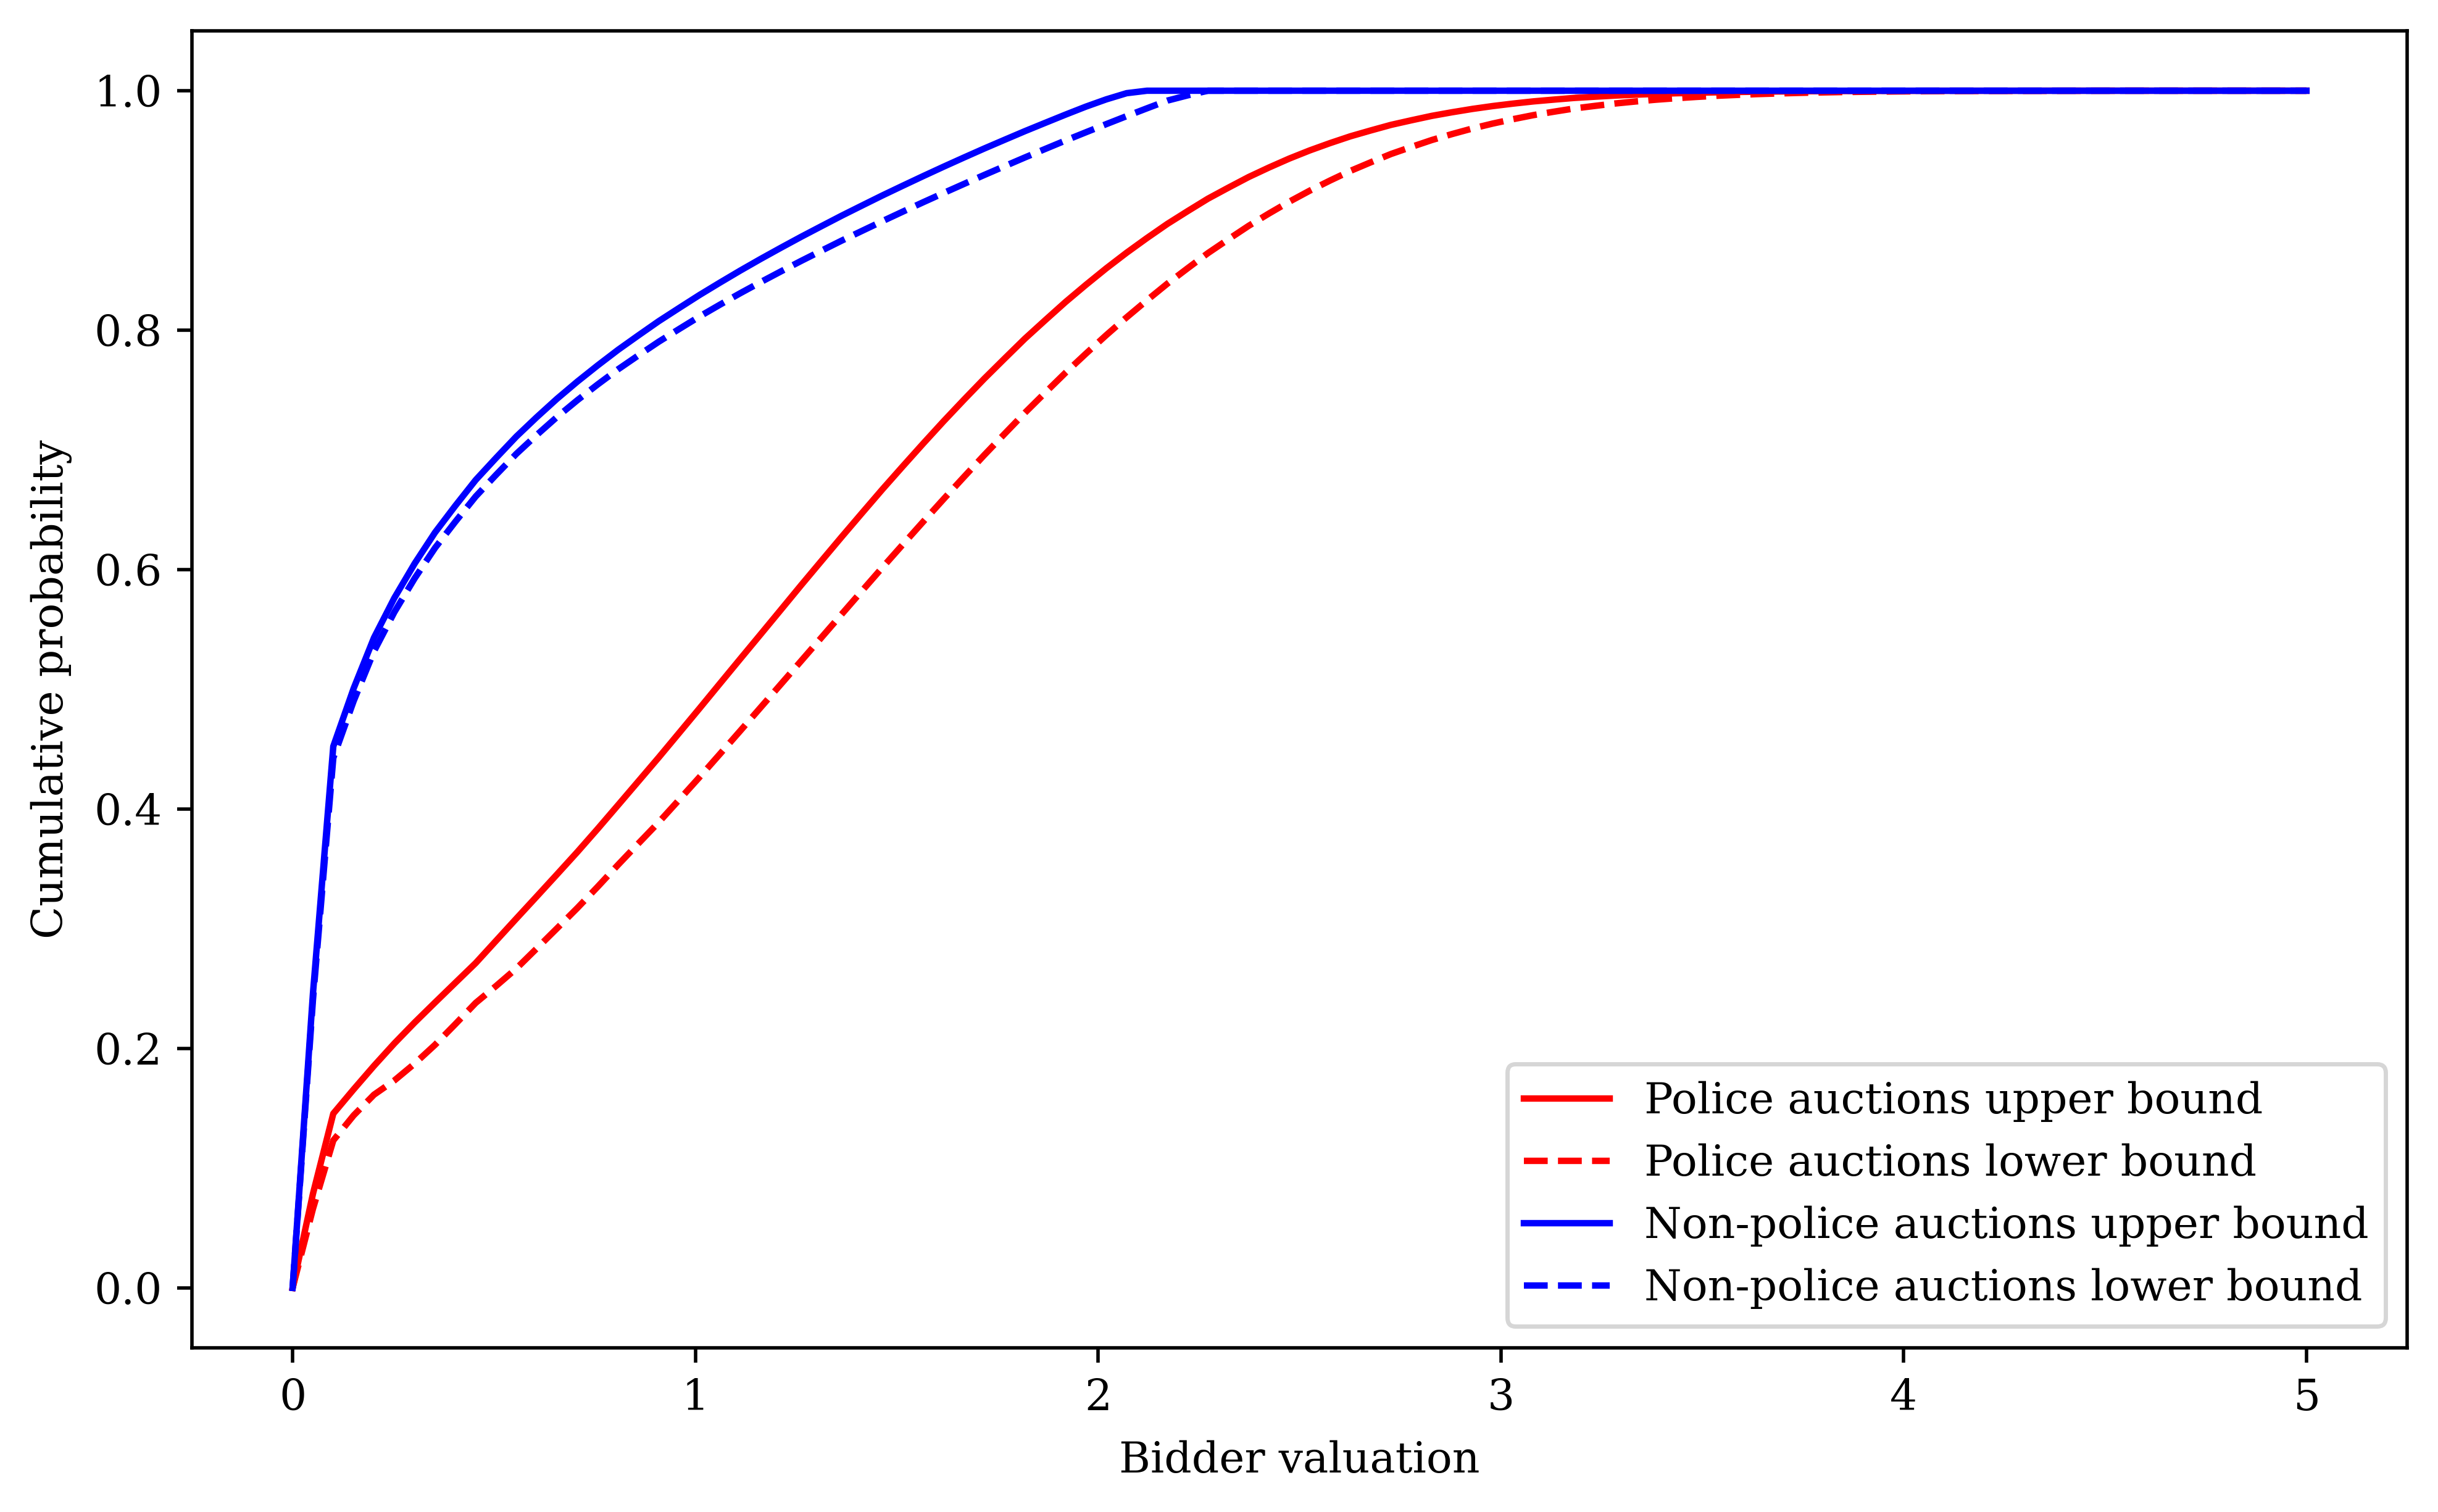 1.0
0.8
0.6
0.4
0.2
0.0
Cumulative probability
0 1 2 3 4 5
Bidder valuation
Police auctions upper bound
Police auctions lower bound
Non-police auctions upper bound
Non-police auctions lower bound